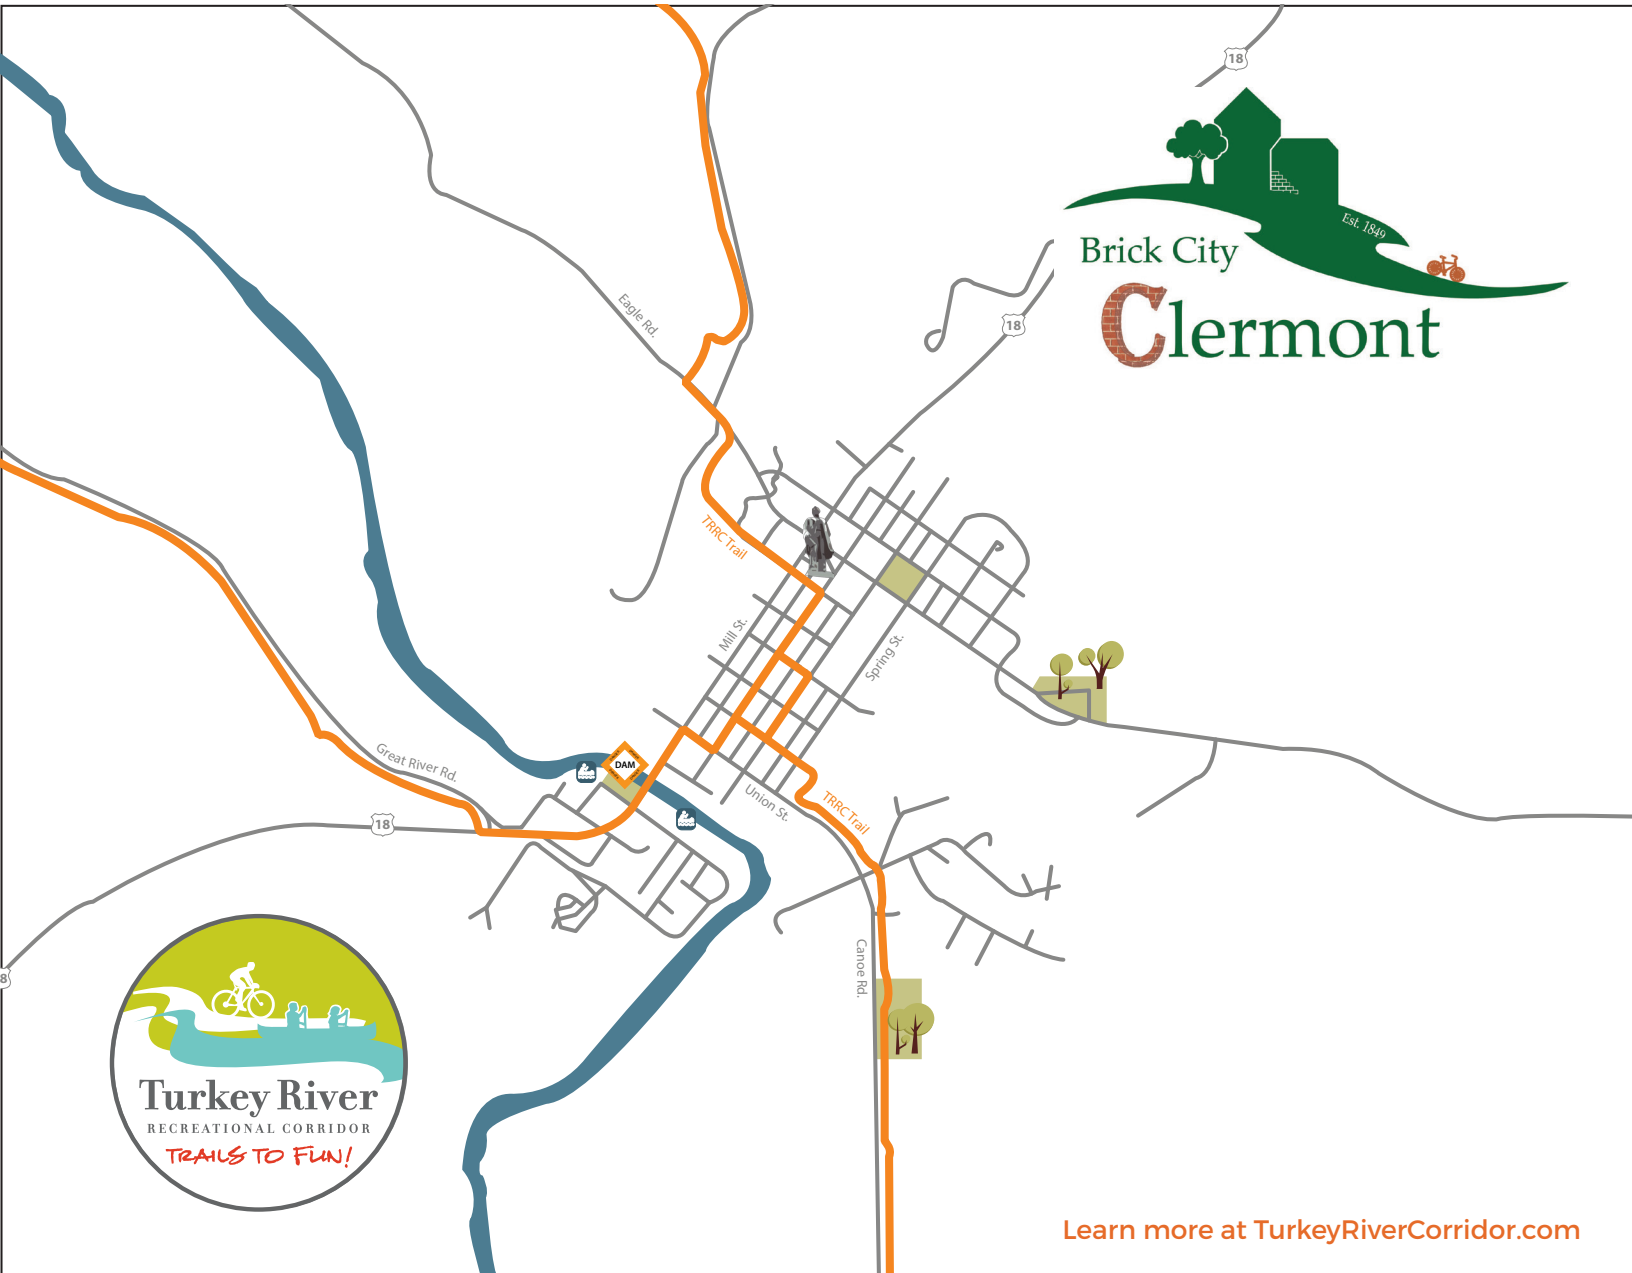 18
Est. 1849
Brick City
Clermont
18
Eagle Rd.
TRRC Trail
Mill St.
Spring St.
Great River Rd.
DAM
Union St.
TRRC Trail
18
Canoe Rd.
8
Turkey River
RECREATIONAL CORRIDOR
TRAILS TO FUN!
Learn more at TurkeyRiverCorridor.com